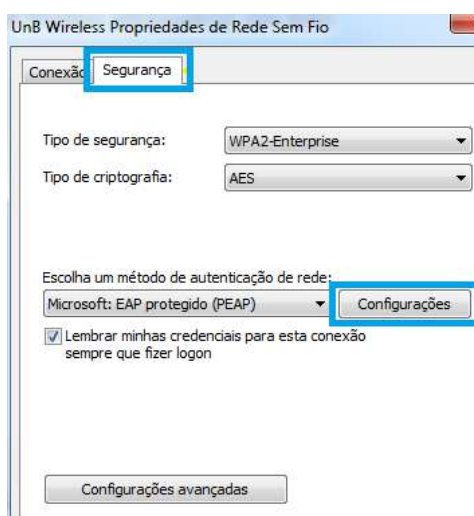 UnB Wireless Propriedades de Rede Sem Fio
Conexão Segurança
Tipo de segurança: WPA2-Enterprise
Tipo de criptografia: AES
Escolha um método de autenticação de rede:
Microsoft: EAP protegido (PEAP) Configurações
Lembrar minhas credenciais para esta conexão
sempre que fizer logon
Configurações avançadas